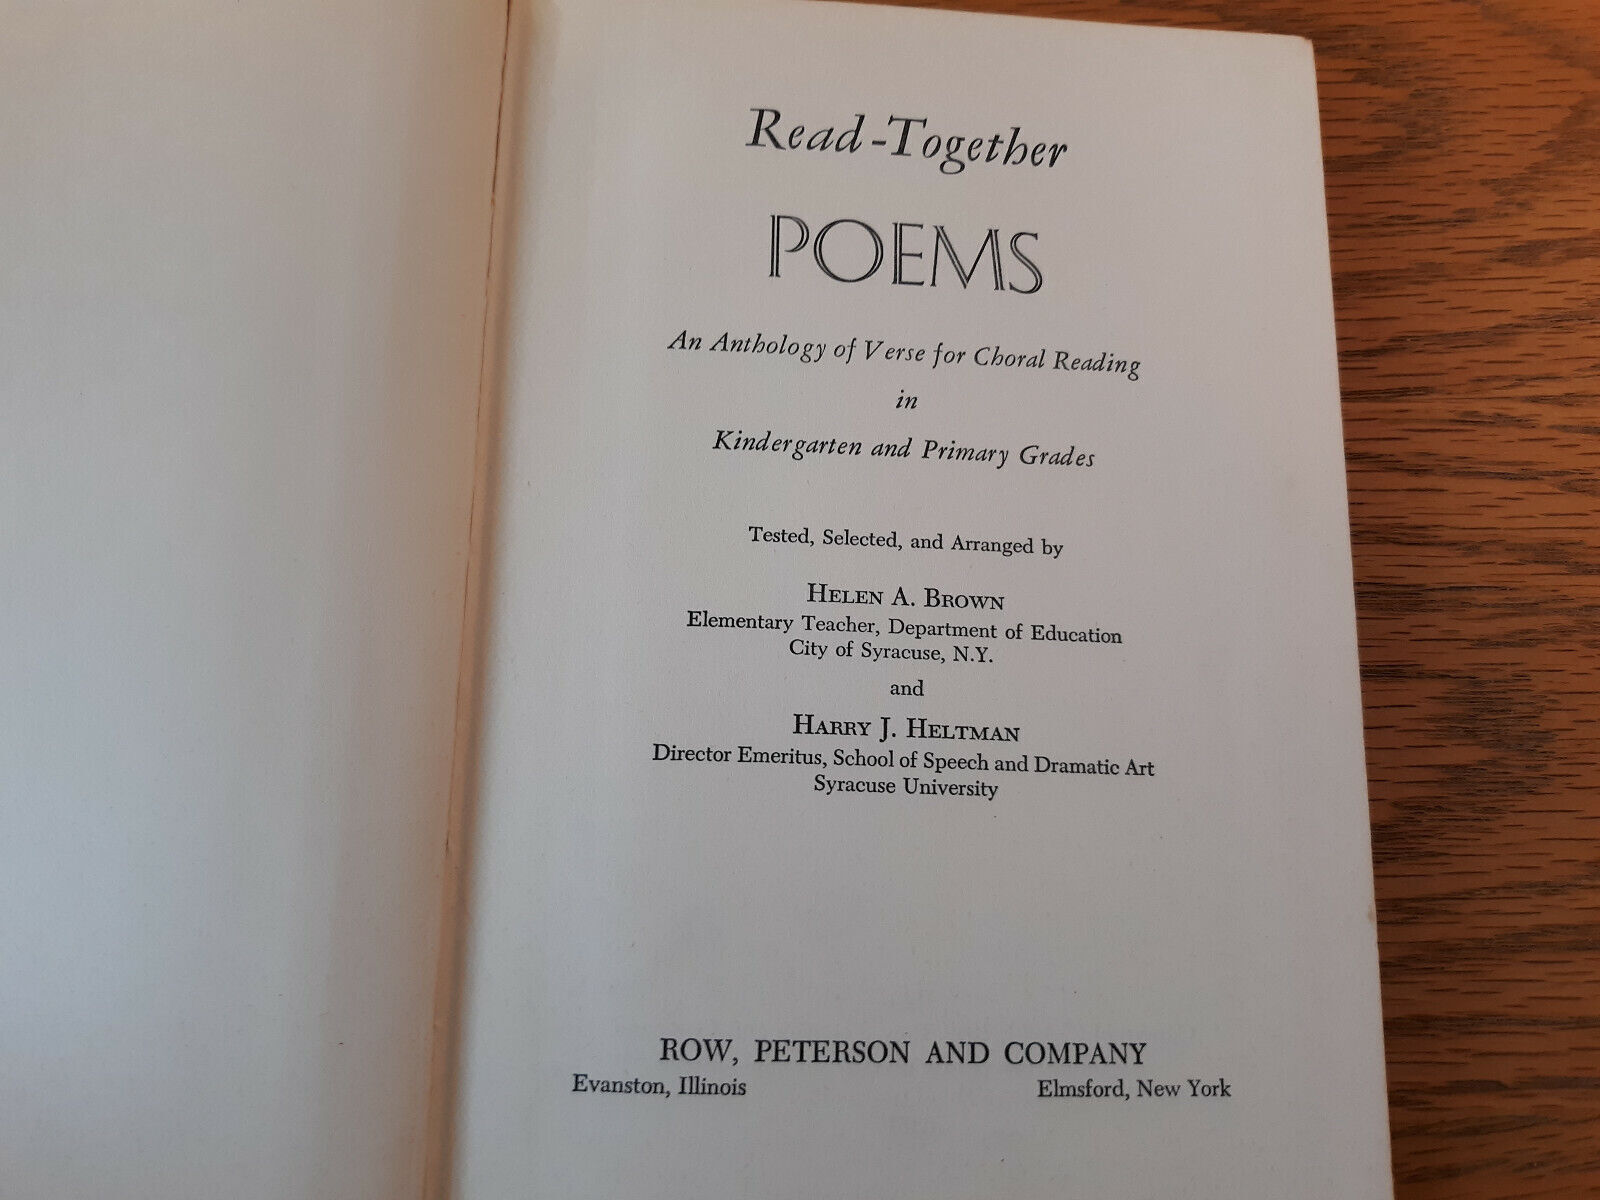 Read-Together
POEMS
An Anthology of Verse for Choral Reading
in
Kindergarten and Primary Grades
Tested, Selected, and Arranged by
HELEN A. BROWN
Elementary Teacher, Department of Education
City of Syracuse, N.Y.
and
HARRY J. HELTMAN
Director Emeritus, School of Speech and Dramatic Art
Syracuse University
ROW, PETERSON AND COMPANY
Evanston, Illinois Elmsford, New York